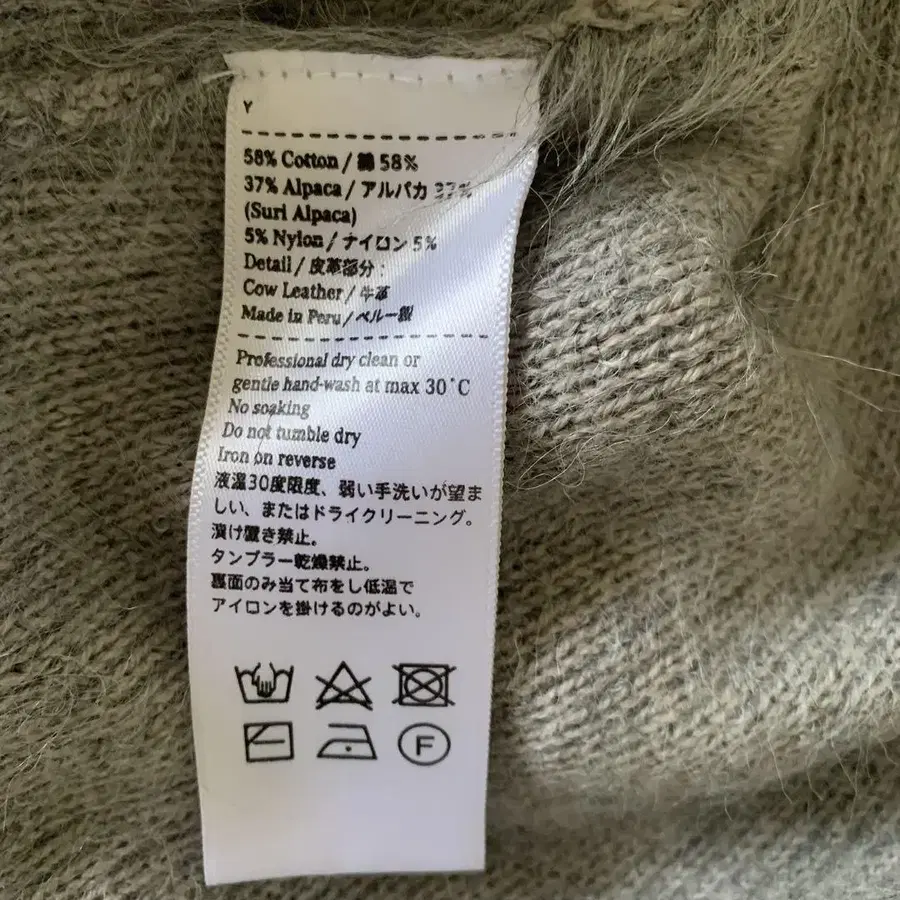 Y
58% Cotton / 綿 58%
37% Alpaca / アルパカ 37%
(Suri Alpaca)
5% Nylon / ナイロン 5%
Detail / 皮革部分 :
Cow Leather / 牛革
Made in Peru / ペルー製
Professional dry clean or
gentle hand-wash at max 30°C
No soaking
Do not tumble dry
Iron on reverse
液温30度限度、弱い手洗いが望ま
しい、またはドライクリーニング。
漬け置き禁止。
タンブラー乾燥禁止。
裏面のみ当て布をし低温で
アイロンを掛けるのがよい。
F